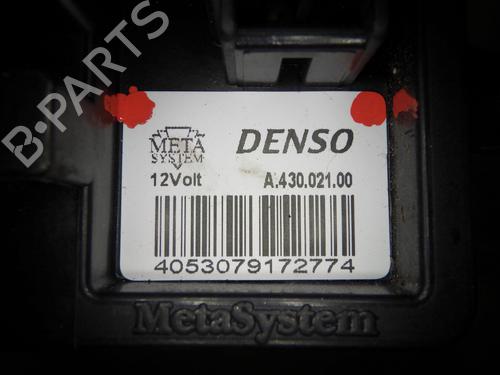 B-PARTS
META
SYSTEM
DENSO
12Volt
A.430.021.00
4053079172774
MetaSystem